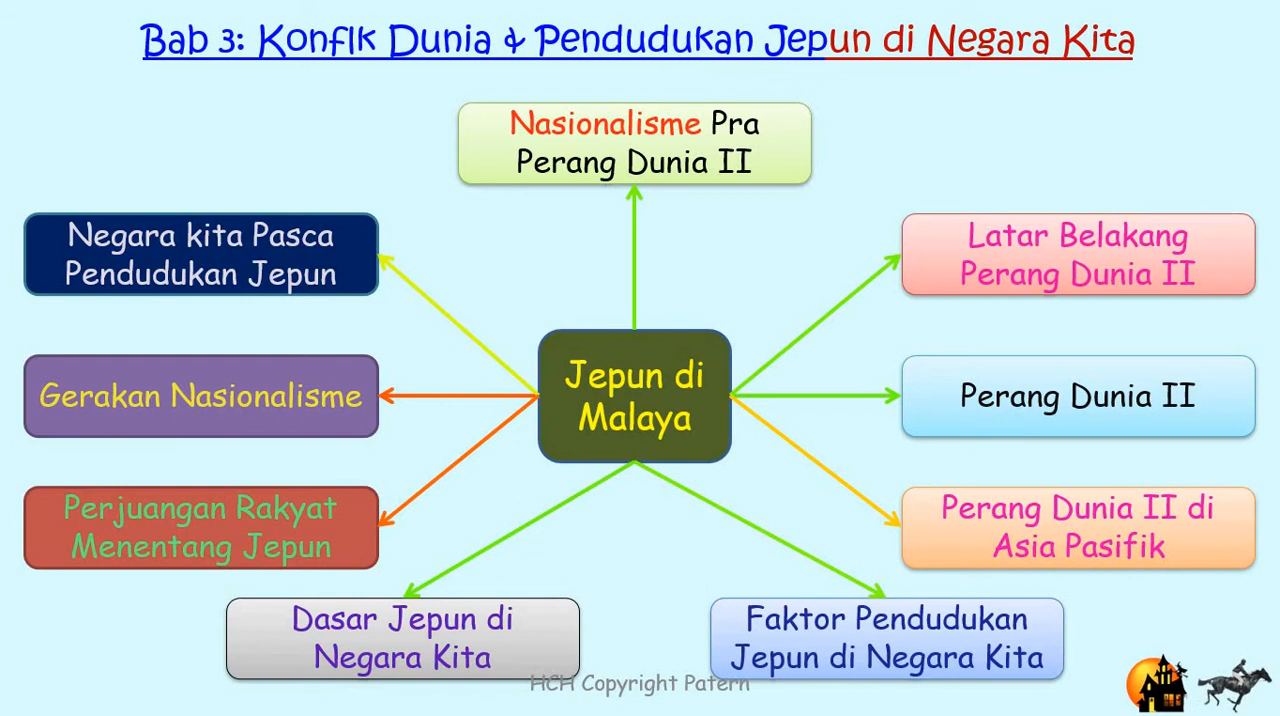 Bab 3: Konflk Dunia & Pendudukan Jepun di Negara Kita
Nasionalisme Pra
Perang Dunia II
Negara kita Pasca
Pendudukan Jepun
Latar Belakang
Perang Dunia II
Jepun di
Malaya
Gerakan Nasionalisme
Perang Dunia II
Perjuangan Rakyat
Menentang Jepun
Perang Dunia II di
Asia Pasifik
Dasar Jepun di
Negara Kita
Faktor Pendudukan
Jepun di Negara Kita
HCH Copyright Patern